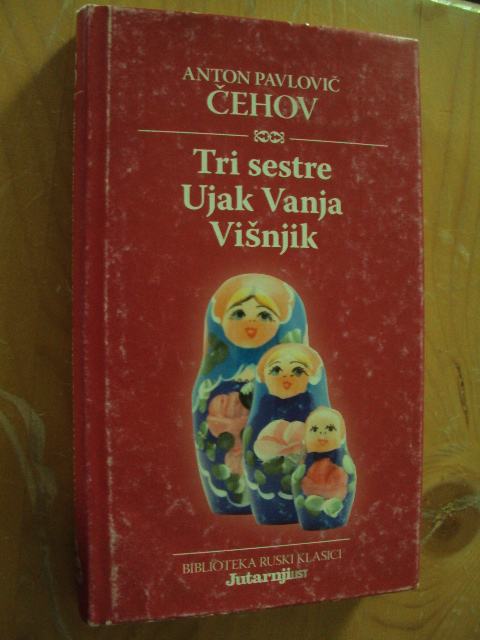 ANTON PAVLOVIČ
ČEHOV
Tri sestre
Ujak Vanja
Višnjik
BIBLIOTEKA RUSKI KLASICI
Jutarnji LIST